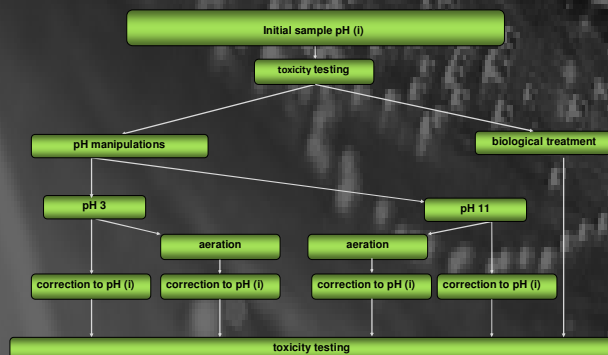 Initial sample pH (i)
toxicity testing
pH manipulations
biological treatment
pH 3
pH 11
aeration
aeration
correction to pH (i)
correction to pH (i)
correction to pH (i)
correction to pH (i)
toxicity testing